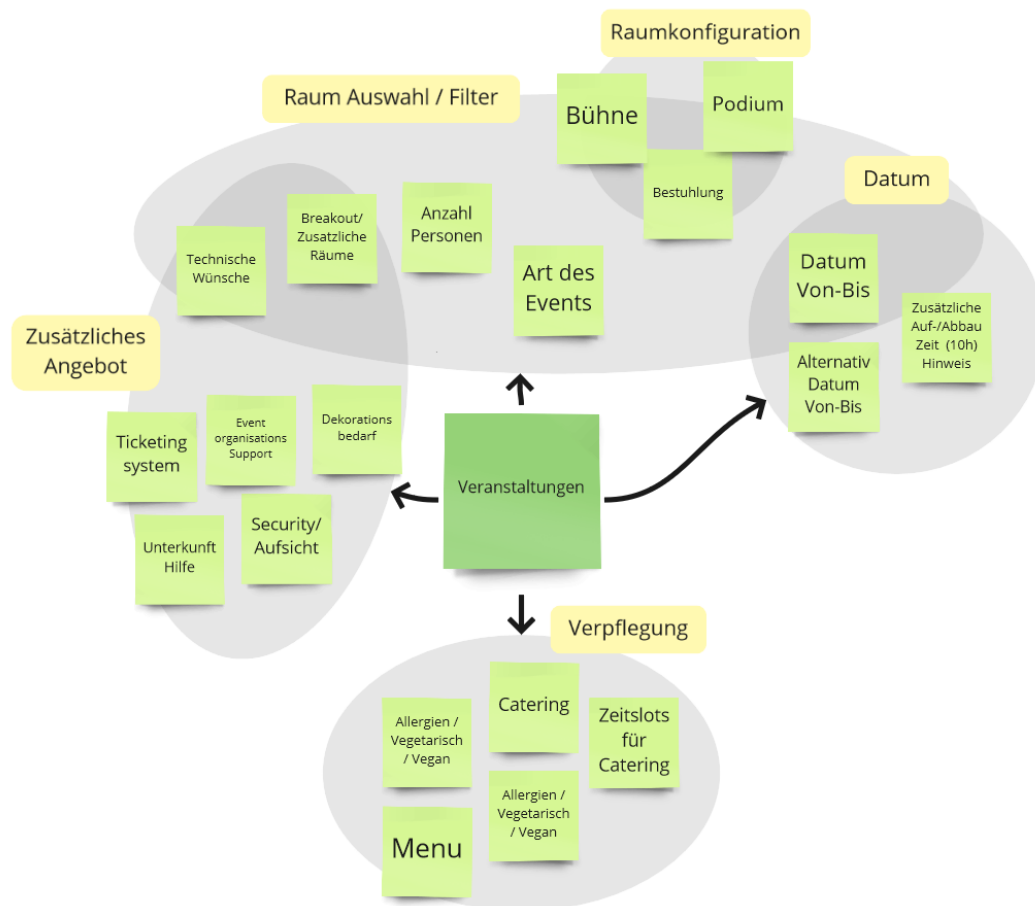 Raumkonfiguration
Raum Auswahl / Filter
Bühne
Podium
Bestuhlung
Datum
Technische
Wünsche
Breakout/
Zusatzliche
Räume
Anzahl
Personen
Art des
Events
Datum
Von-Bis
Zusätzliche
Auf-/Abbau
Zeit (10h)
Hinweis
Alternativ
Datum
Von-Bis
Zusätzliches
Angebot
Ticketing
system
Event
organisations
Support
Dekorations
bedarf
Unterkunft
Hilfe
Security/
Aufsicht
Veranstaltungen
Verpflegung
Allergien /
Vegetarisch
/ Vegan
Catering
Zeitslots
für
Catering
Menu
Allergien /
Vegetarisch
/ Vegan